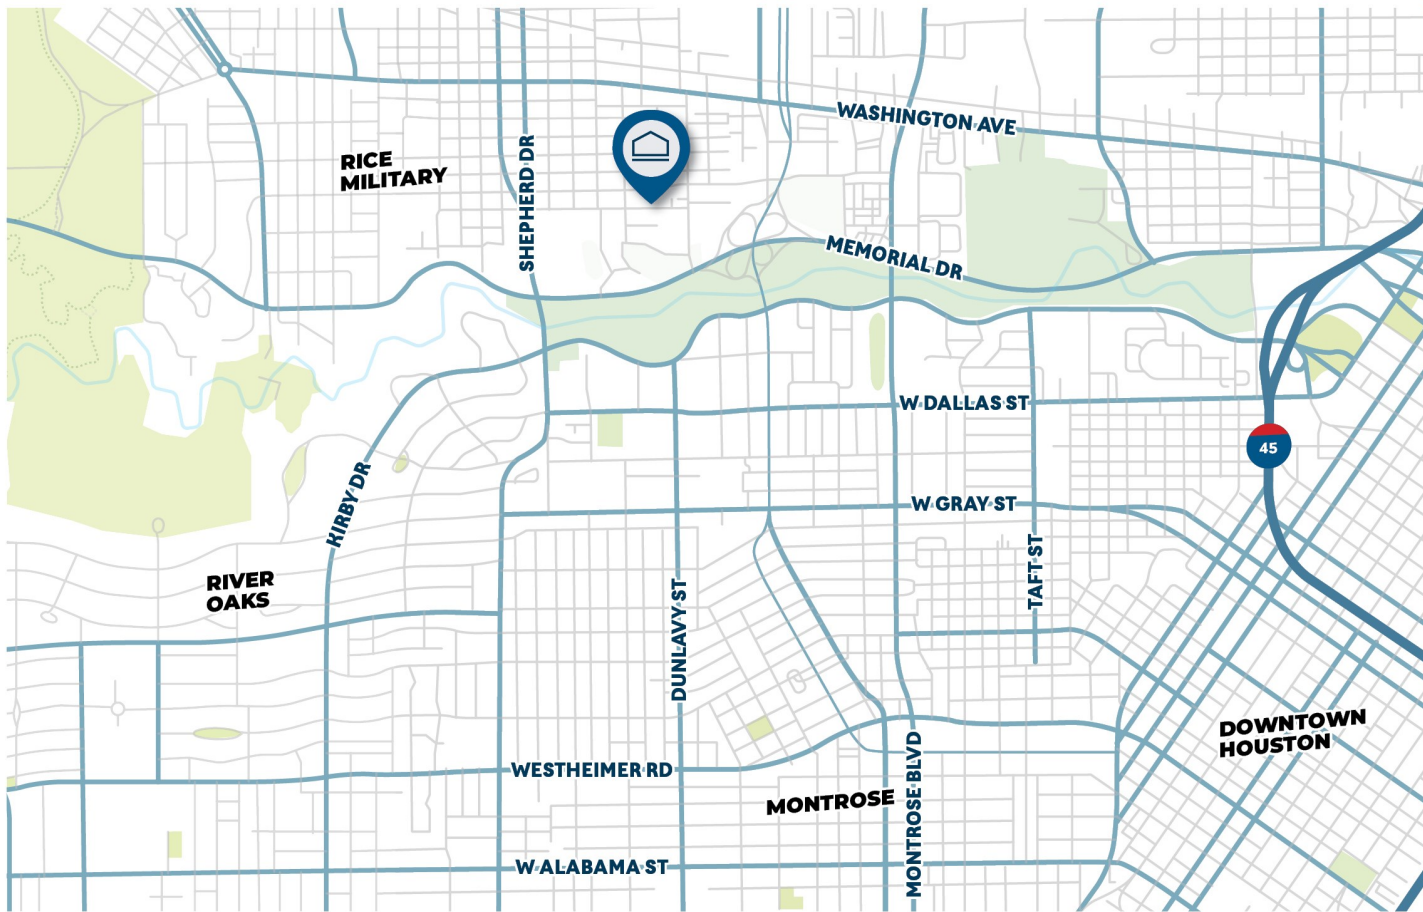 WASHINGTON AVE
RICE
MILITARY
SHEPHERD DR
MEMORIAL DR
W DALLAS ST
45
KIRBY DR
W GRAY ST
TAFT ST
RIVER
OAKS
DUNLAVY ST
DOWNTOWN
HOUSTON
WESTHEIMER RD
MONTROSE
MONTROSE BLVD
W ALABAMA ST